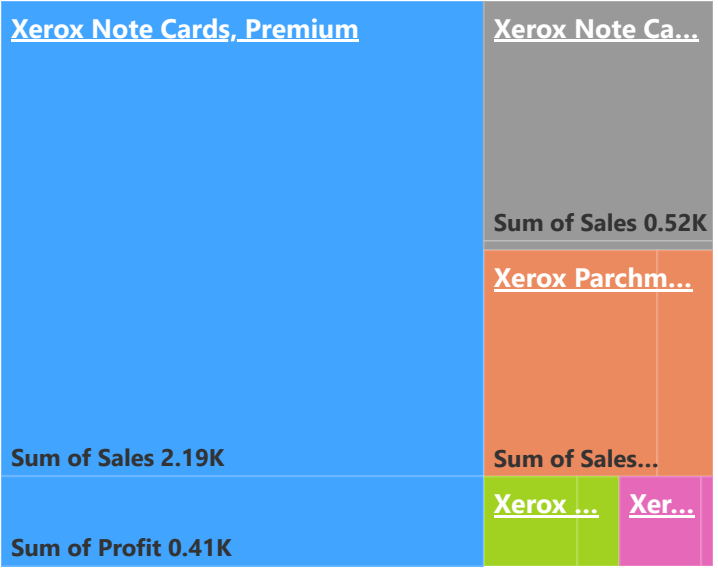 Xerox Note Cards, Premium
Sum of Sales 2.19K
Sum of Profit 0.41K
Xerox Note Ca...
Sum of Sales 0.52K
Xerox Parchm...
Sum of Sales...
Xerox ...
Xer...